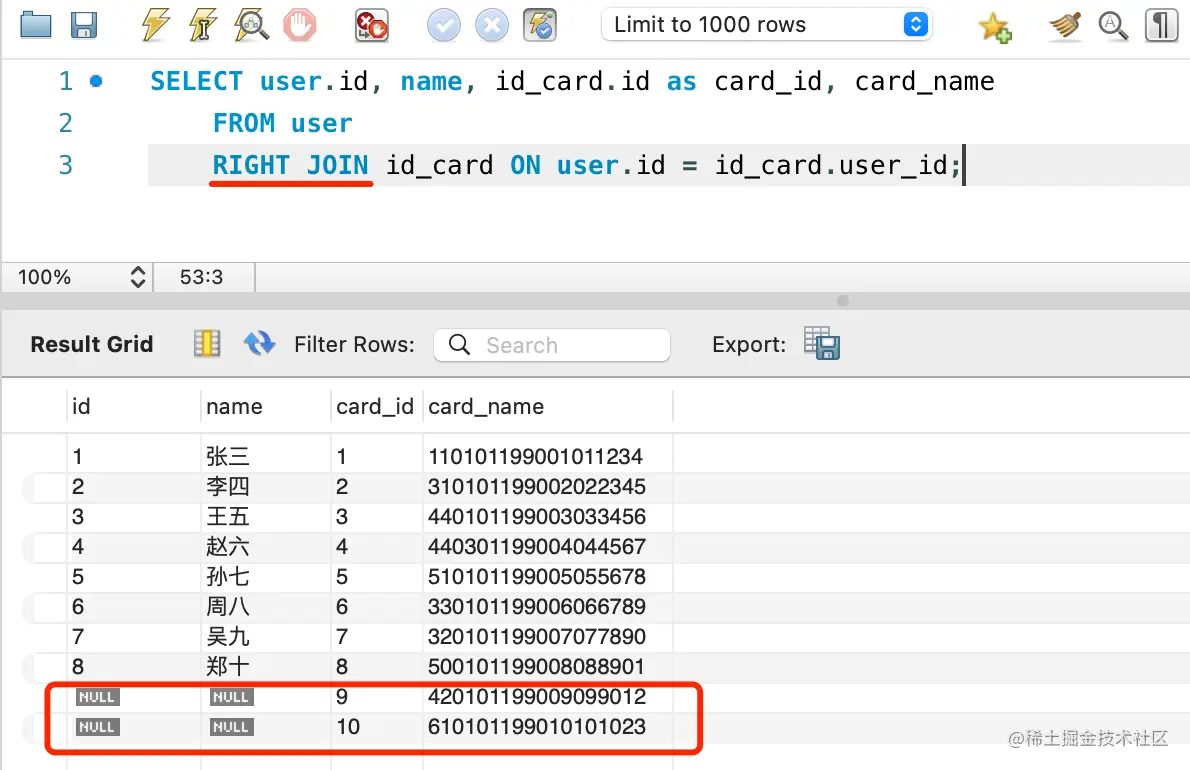 Limit to 1000 rows
1 SELECT user.id, name, id_card.id as card_id, card_name
2 FROM user
3 RIGHT JOIN id_card ON user.id = id_card.user_id;
100% 53:3
Result Grid Filter Rows: Search Export:
id name card_id card_name
1 张三 1 110101199001011234
2 李四 2 310101199002022345
3 王五 3 440101199003033456
4 赵六 4 440301199004044567
5 孙七 5 510101199005055678
6 周八 6 330101199006066789
7 吴九 7 320101199007077890
8 郑十 8 500101199008088901
NULL NULL 9 420101199009099012
NULL NULL 10 610101199010101023
@稀土掘金技术社区